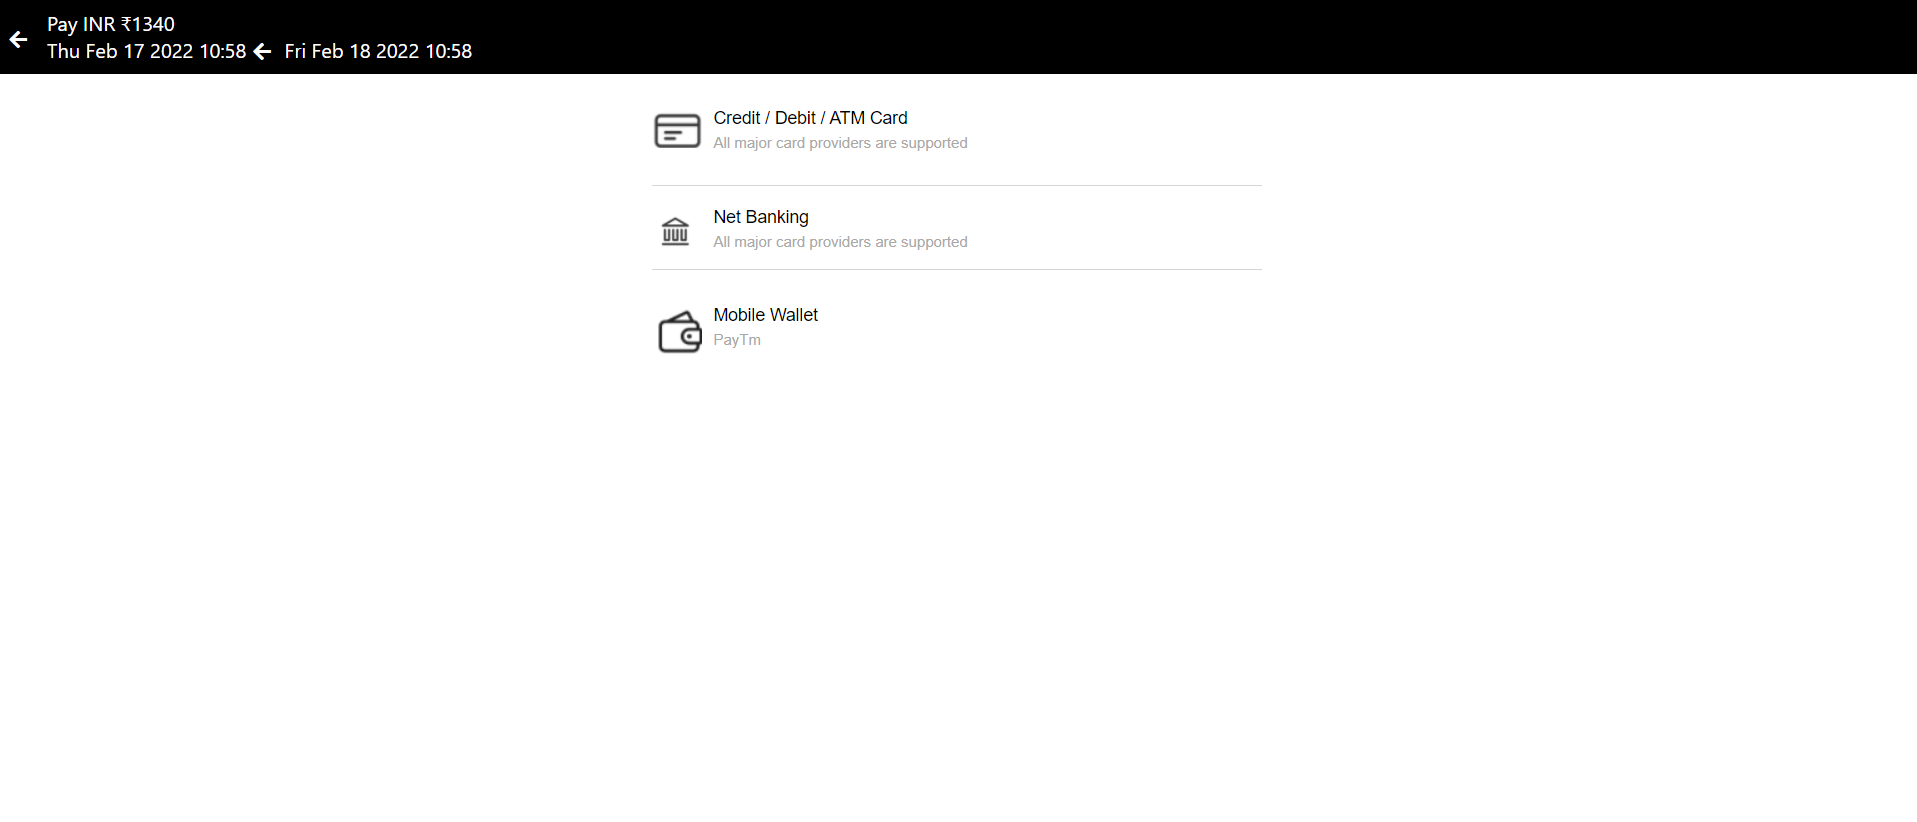 Pay INR ₹1340
Thu Feb 17 2022 10:58 ← Fri Feb 18 2022 10:58
Credit / Debit / ATM Card
All major card providers are supported
Net Banking
All major card providers are supported
Mobile Wallet
PayTm